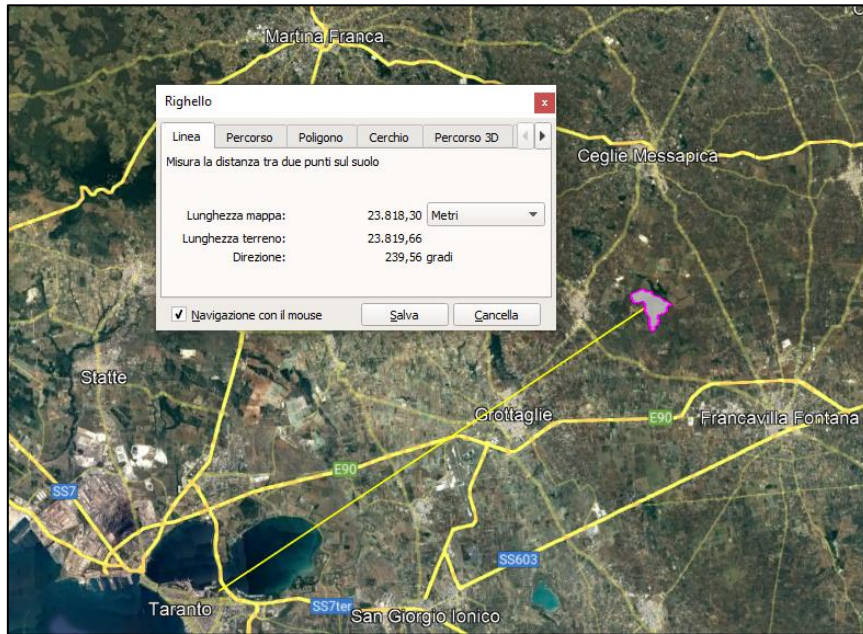 Martina Franca
Righello
x
Linea Percorso Poligono Cerchio Percorso 3D
Misura la distanza tra due punti sul suolo
Lunghezza mappa: 23.818,30 Metri
Lunghezza terreno: 23.819,66
Direzione: 239,56 gradi
Navigazione con il mouse Salva Cancella
Ceglie Messapica
Statte
Grottaglie
E90
Francavilla Fontana
E90
SS7
SS603
Taranto
SS7ter
San Giorgio Ionico